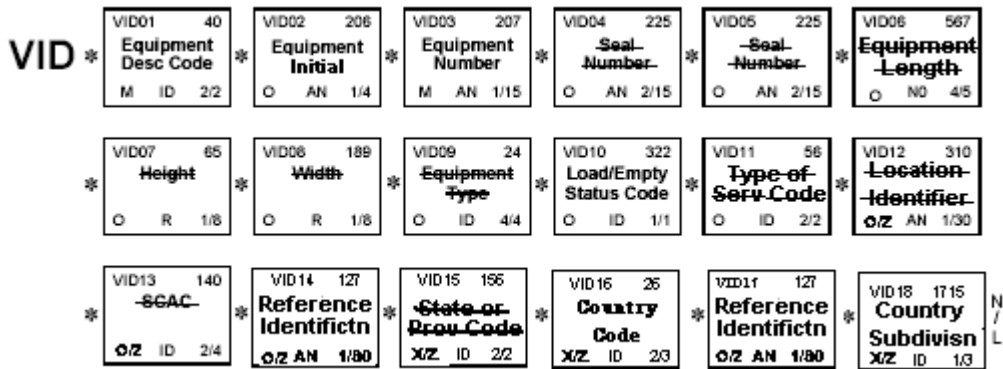 VID * VID01 40 * VID02 206 * VID03 207 * VID04 225 * VID05 225 * VID06 567
Equipment Desc Code
Equipment Initial
Equipment Number
Seal Number
Seal Number
Equipment Length
M ID 2/2
O AN 1/4
M AN 1/15
O AN 2/15
O AN 2/15
O N0 4/5
* VID07 65 * VID08 189 * VID09 24 * VID10 322 * VID11 56 * VID12 310
Height
Width
Equipment Type
Load/Empty Status Code
Type of Serv Code
Location Identifier
O R 1/8
O R 1/8
O ID 4/4
O ID 1/1
O ID 2/2
O/Z AN 1/30
* VID13 140 * VID14 127 * VID15 156 * VID16 26 * VID17 127 * VID18 1715
SCAC
Reference Identifictn
State or Prov Code
Country Code
Reference Identifictn
Country Subdivisn
O/Z ID 2/4
O/Z AN 1/80
X/Z ID 2/2
X/Z ID 2/3
O/Z AN 1/80
X/Z ID 1/3
N
/
L